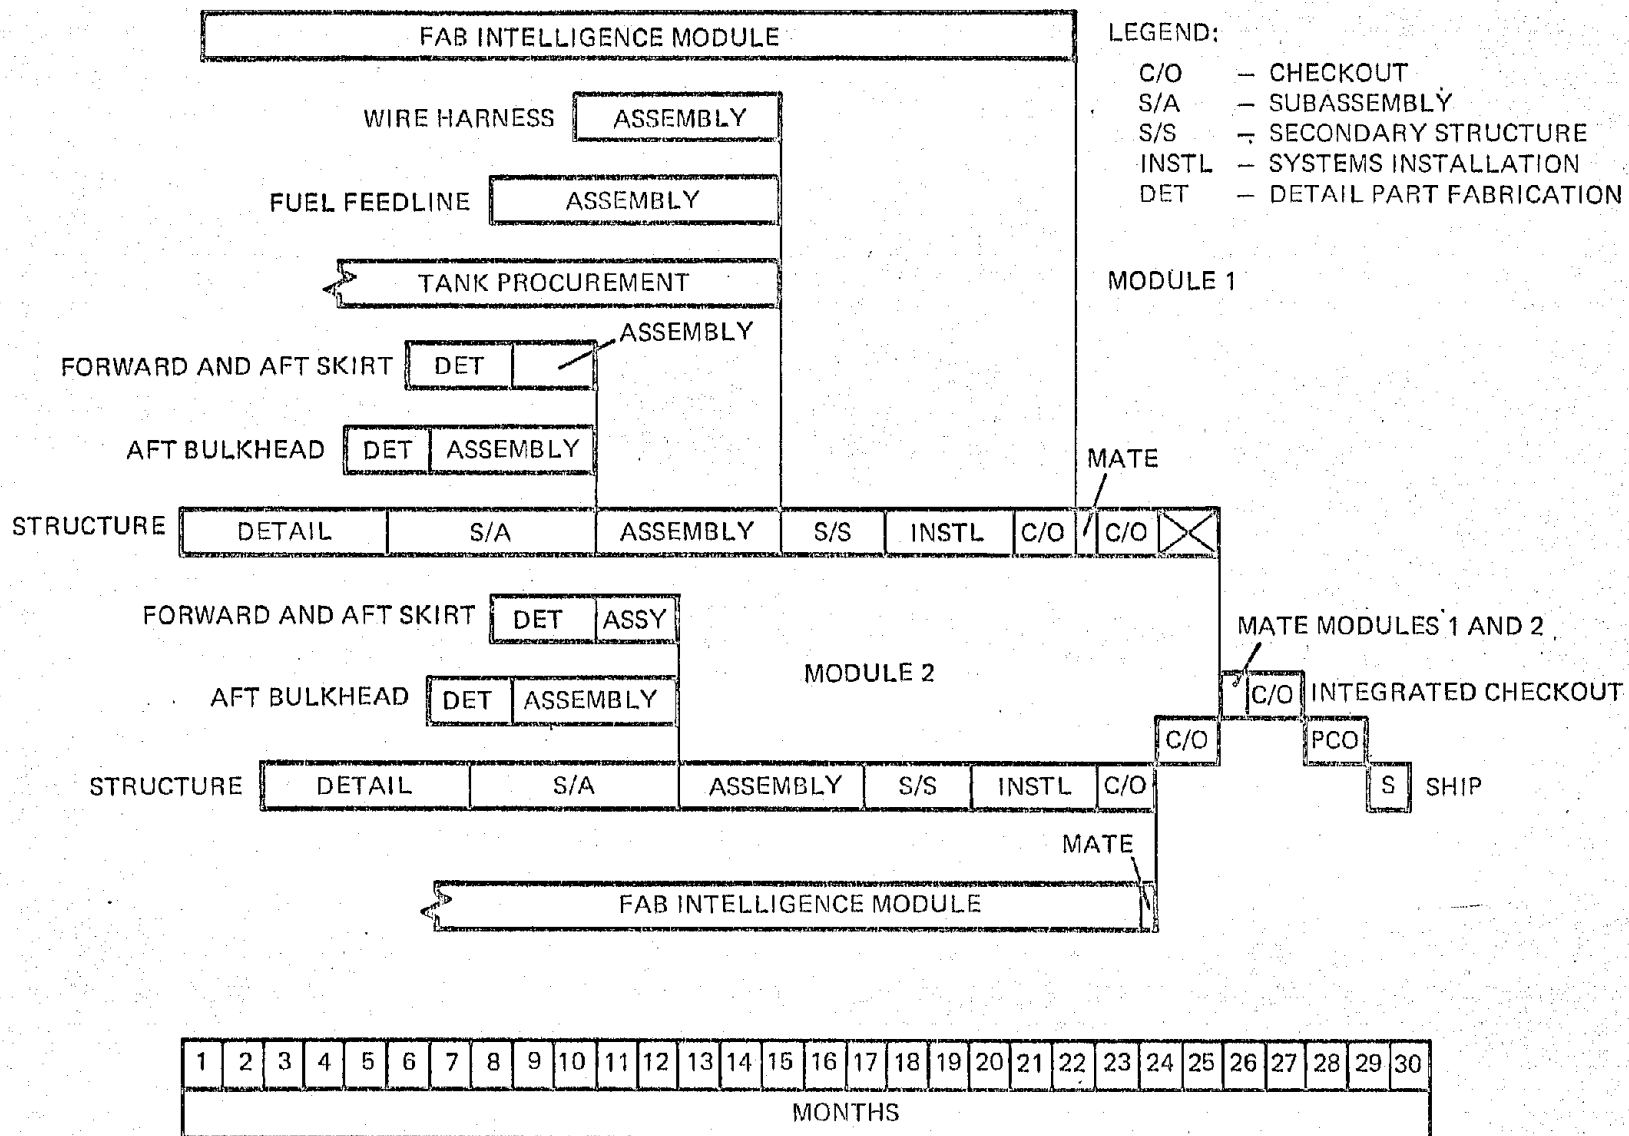 FAB INTELLIGENCE MODULE
LEGEND:
C/O – CHECKOUT
S/A – SUBASSEMBLY
S/S – SECONDARY STRUCTURE
INSTL – SYSTEMS INSTALLATION
DET – DETAIL PART FABRICATION
WIRE HARNESS ASSEMBLY
FUEL FEEDLINE ASSEMBLY
TANK PROCUREMENT
MODULE 1
ASSEMBLY
FORWARD AND AFT SKIRT DET
AFT BULKHEAD DET ASSEMBLY
MATE
STRUCTURE DETAIL S/A ASSEMBLY S/S INSTL C/O C/O
FORWARD AND AFT SKIRT DET ASSY
MATE MODULES 1 AND 2
MODULE 2
AFT BULKHEAD DET ASSEMBLY
C/O INTEGRATED CHECKOUT
C/O PCO
STRUCTURE DETAIL S/A ASSEMBLY S/S INSTL C/O S SHIP
MATE
FAB INTELLIGENCE MODULE
1 2 3 4 5 6 7 8 9 10 11 12 13 14 15 16 17 18 19 20 21 22 23 24 25 26 27 28 29 30
MONTHS